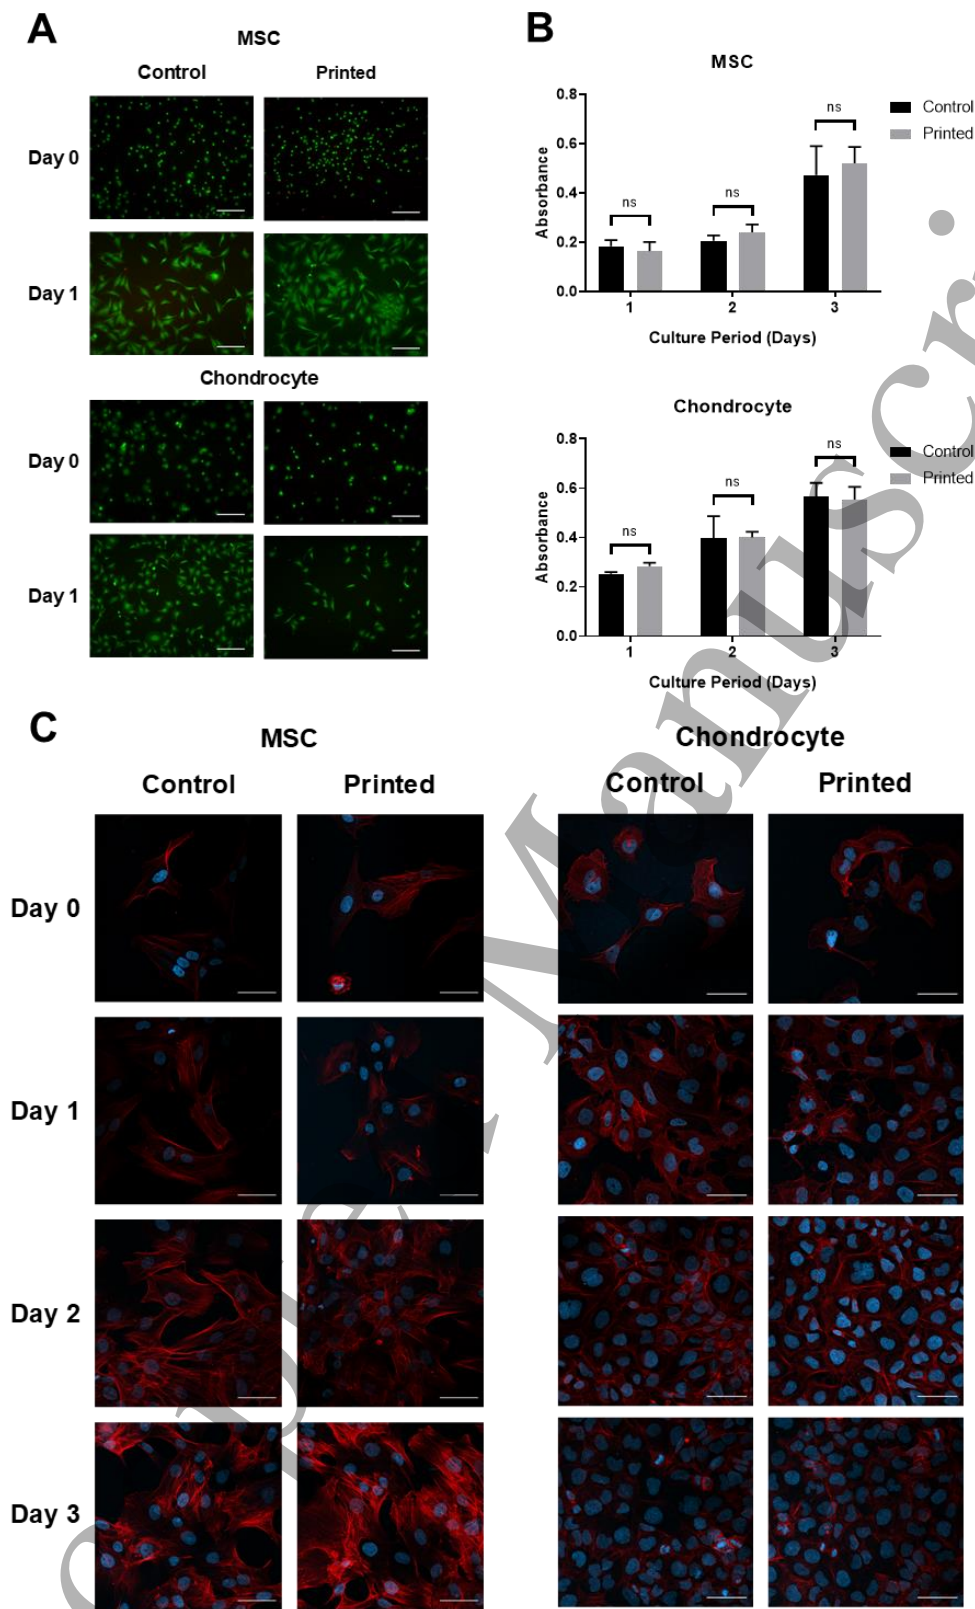 A
MSC
Control Printed
Day 0
Day 1
Chondrocyte
Day 0
Day 1
B
MSC
Control
Printed
Absorbance
0.8
0.6
0.4
0.2
0.0
ns
ns
ns
1 2 3
Culture Period (Days)
Chondrocyte
Control
Printed
Absorbance
0.8
0.6
0.4
0.2
0.0
ns
ns
ns
1 2 3
Culture Period (Days)
C
MSC
Control Printed
Chondrocyte
Control Printed
Day 0
Day 1
Day 2
Day 3
Manuscri